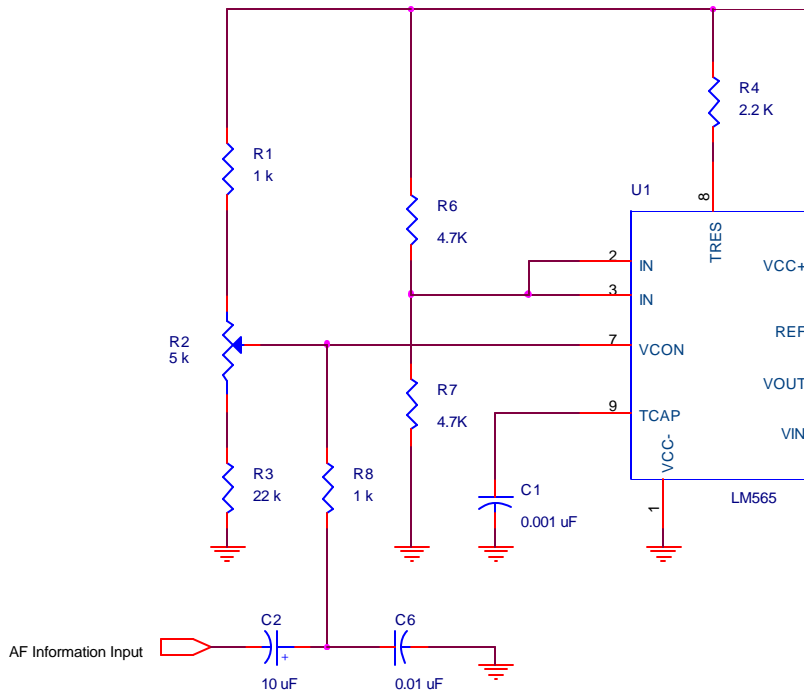 R4
2.2 K
R1
1 k
U1
R6
4.7K
8
TRES
2
IN
VCC+
3
IN
R2
5 k
7
VCON
REF
R7
4.7K
VOUT
9
TCAP
VIN
VCC-
R3
22 k
R8
1 k
C1
0.001 uF
1
LM565
C2
C6
AF Information Input
+
10 uF
0.01 uF